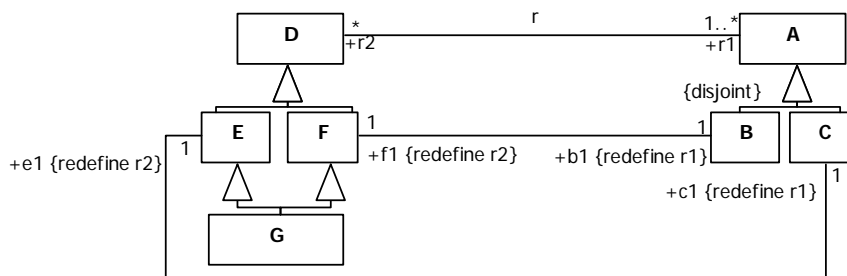 D
*
+r2
r
1..*
+r1
A
{disjoint}
E
F
B
C
1
+e1 {redefine r2}
1
+f1 {redefine r2}
1
+b1 {redefine r1}
1
+c1 {redefine r1}
G